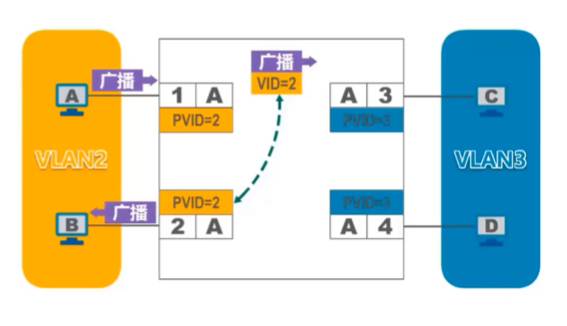 广播
广播
VID=2
A
1 A
PVID=2
A 3
PVID=3
C
VLAN2
VLAN3
PVID=2
2 A
广播
B
PVID=3
A 4
D